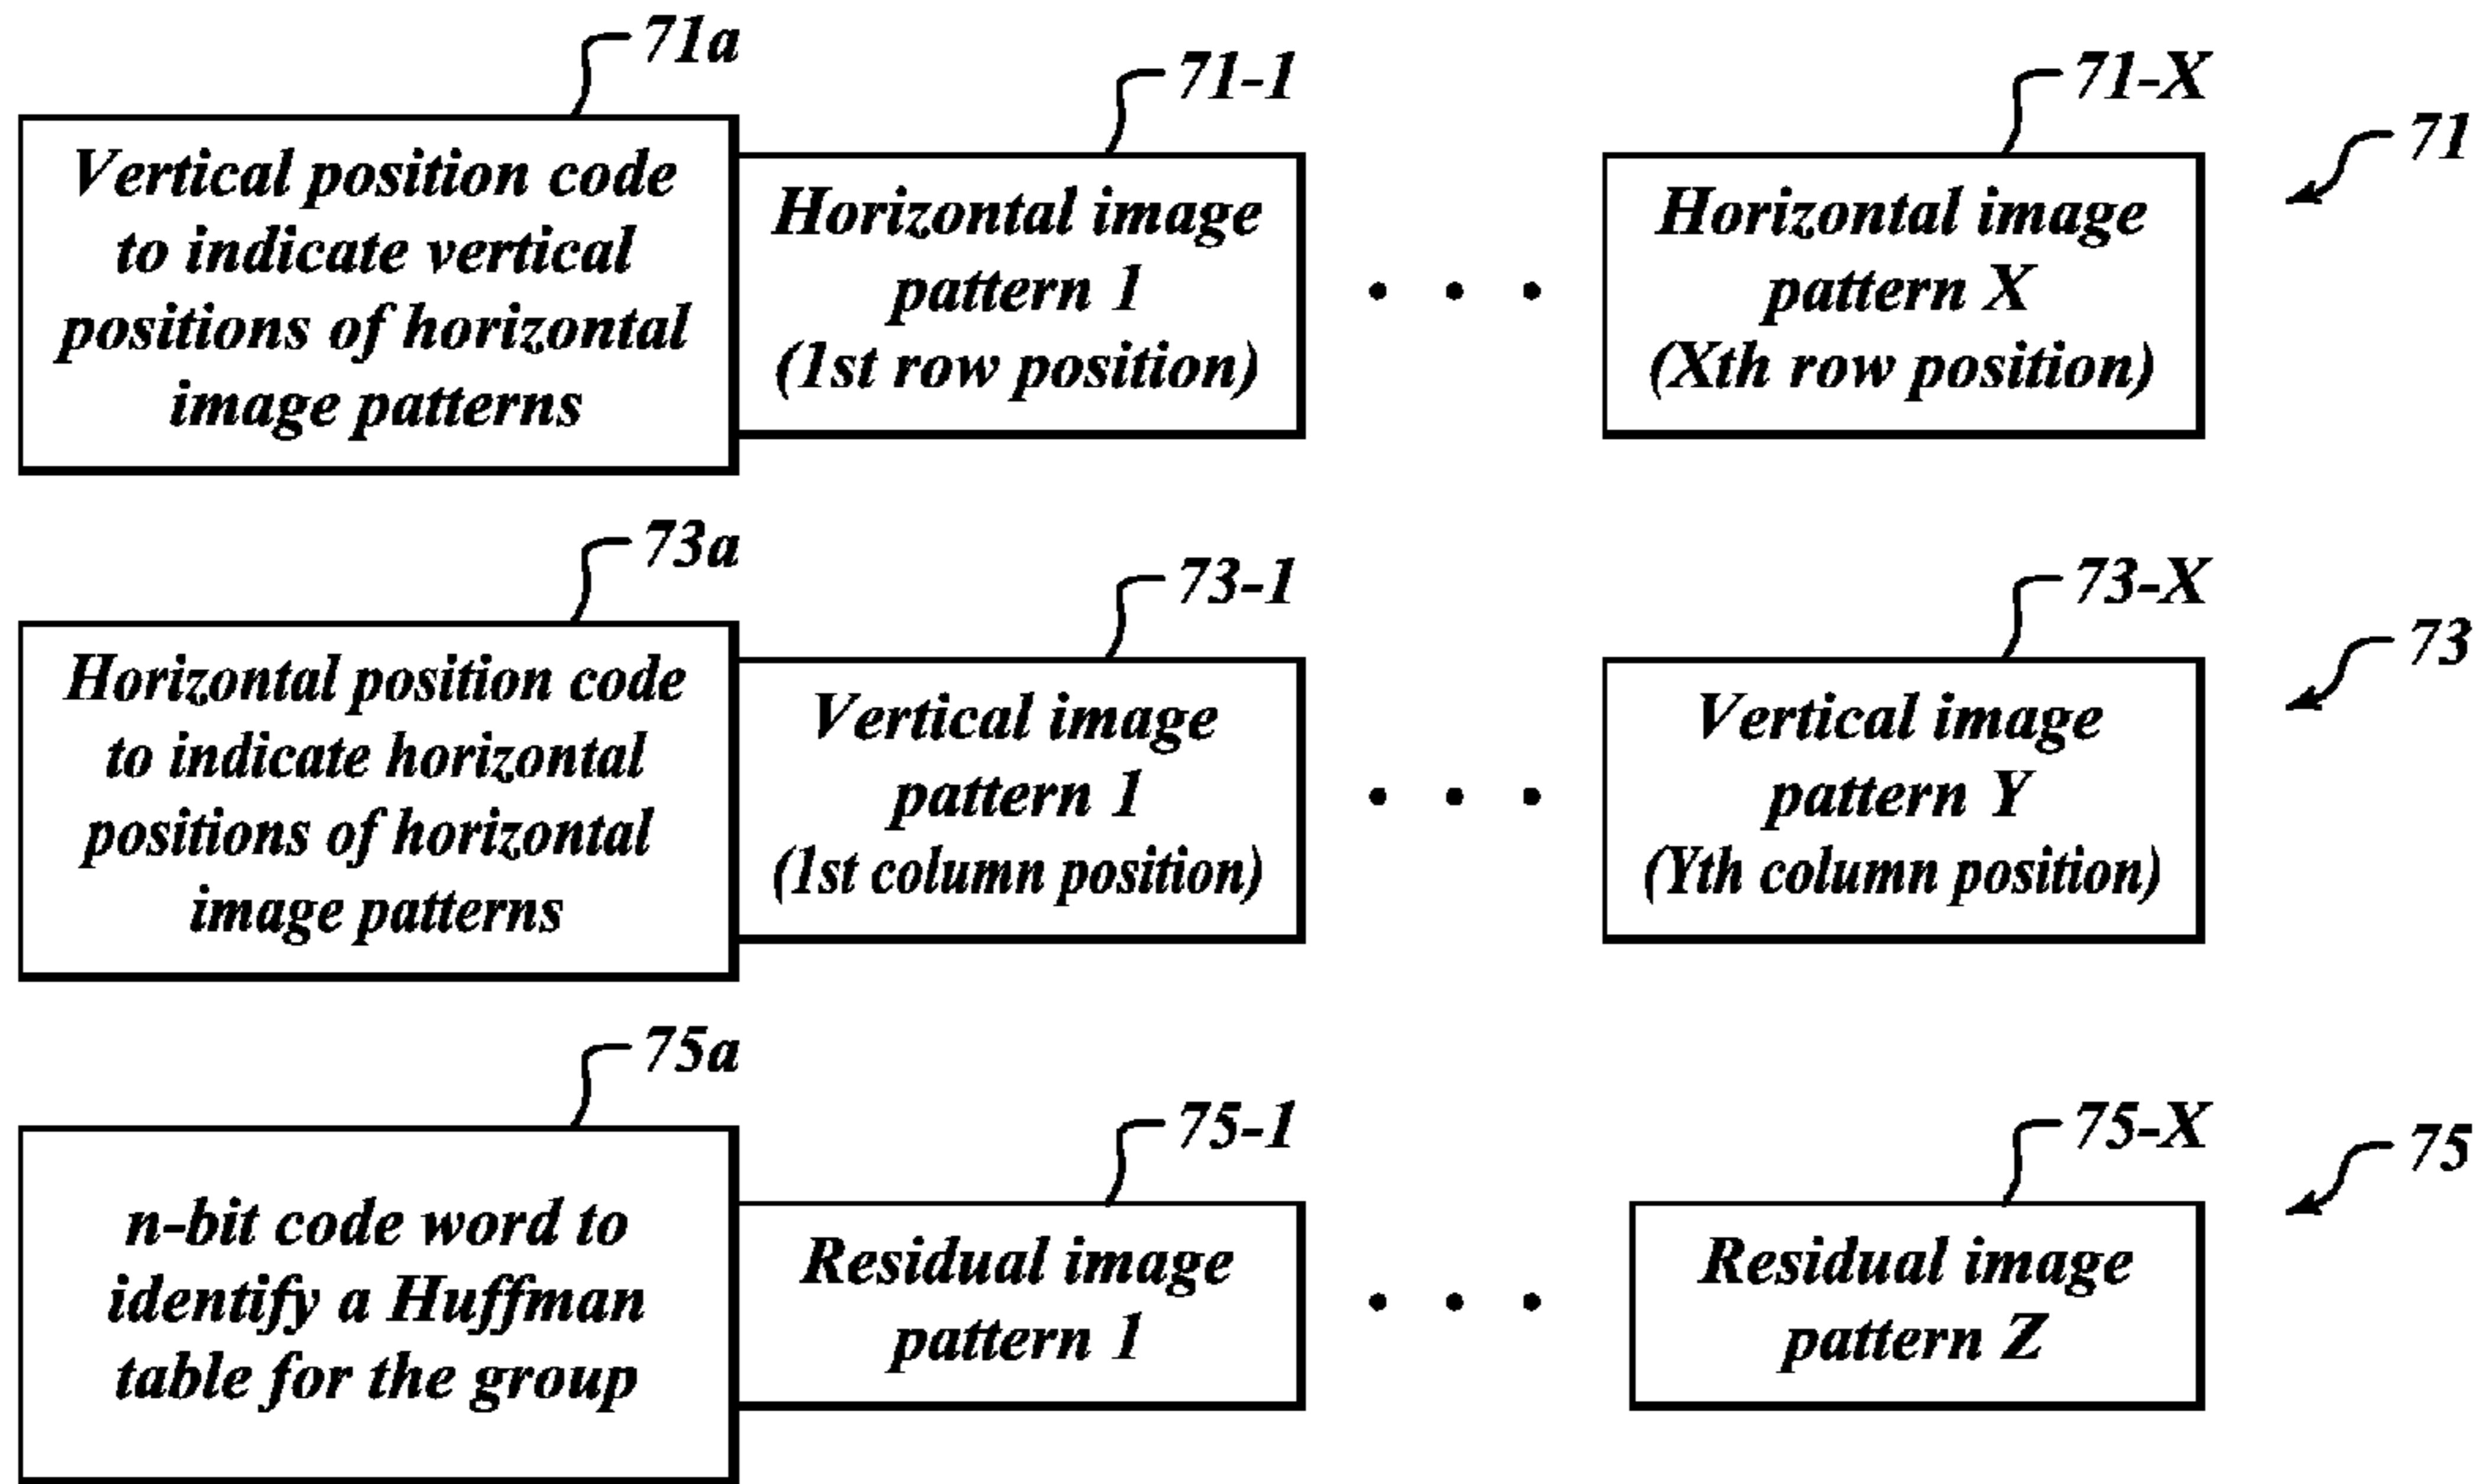 71a
71-1
71-X
71
Vertical position code
to indicate vertical
positions of horizontal
image patterns
Horizontal image
pattern 1
(1st row position)
Horizontal image
pattern X
(Xth row position)
73a
73-1
73-X
73
Horizontal position code
to indicate horizontal
positions of horizontal
image patterns
Vertical image
pattern 1
(1st column position)
Vertical image
pattern Y
(Yth column position)
75a
75-1
75-X
75
n-bit code word to
identify a Huffman
table for the group
Residual image
pattern 1
Residual image
pattern Z